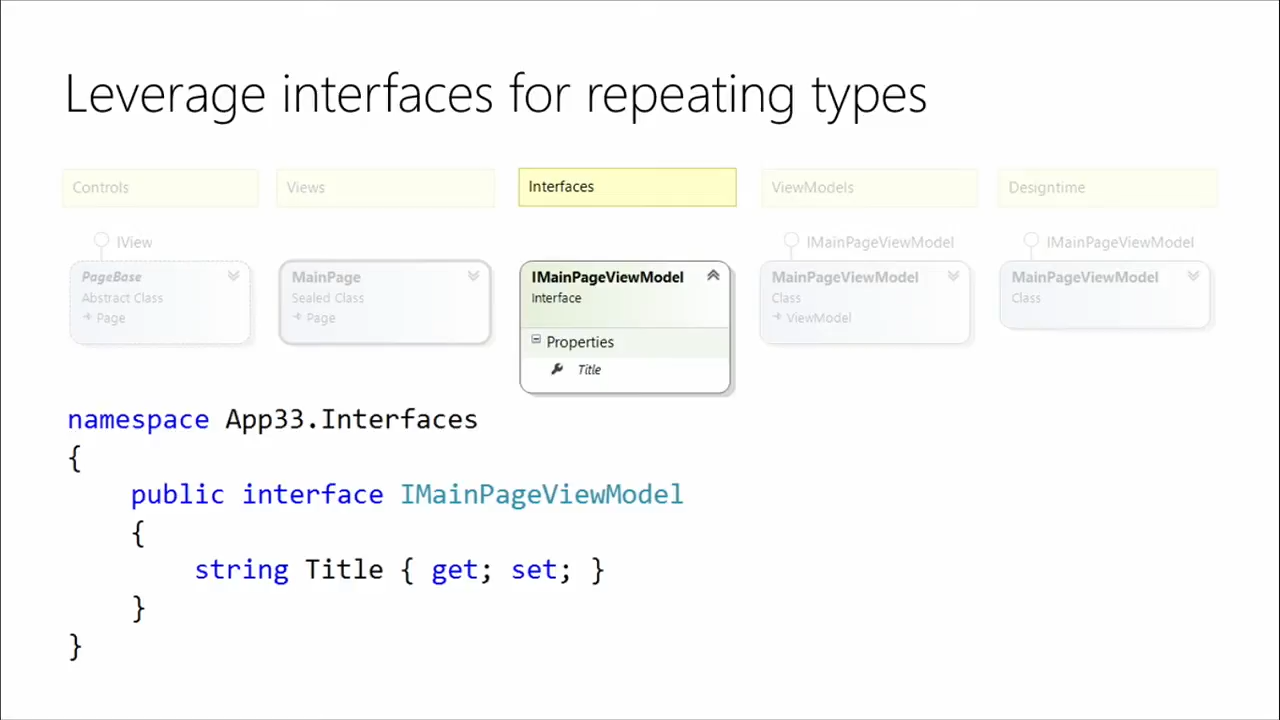 Leverage interfaces for repeating types
Controls
Views
Interfaces
ViewModels
Designtime
IView
IMainPageViewModel
IMainPageViewModel
PageBase
Abstract Class
Page
MainPage
Sealed Class
Page
IMainPageViewModel
Interface
Properties
Title
MainPageViewModel
Class
ViewModel
MainPageViewModel
Class
namespace App33.Interfaces
{
public interface IMainPageViewModel
{
string Title { get; set; }
}
}